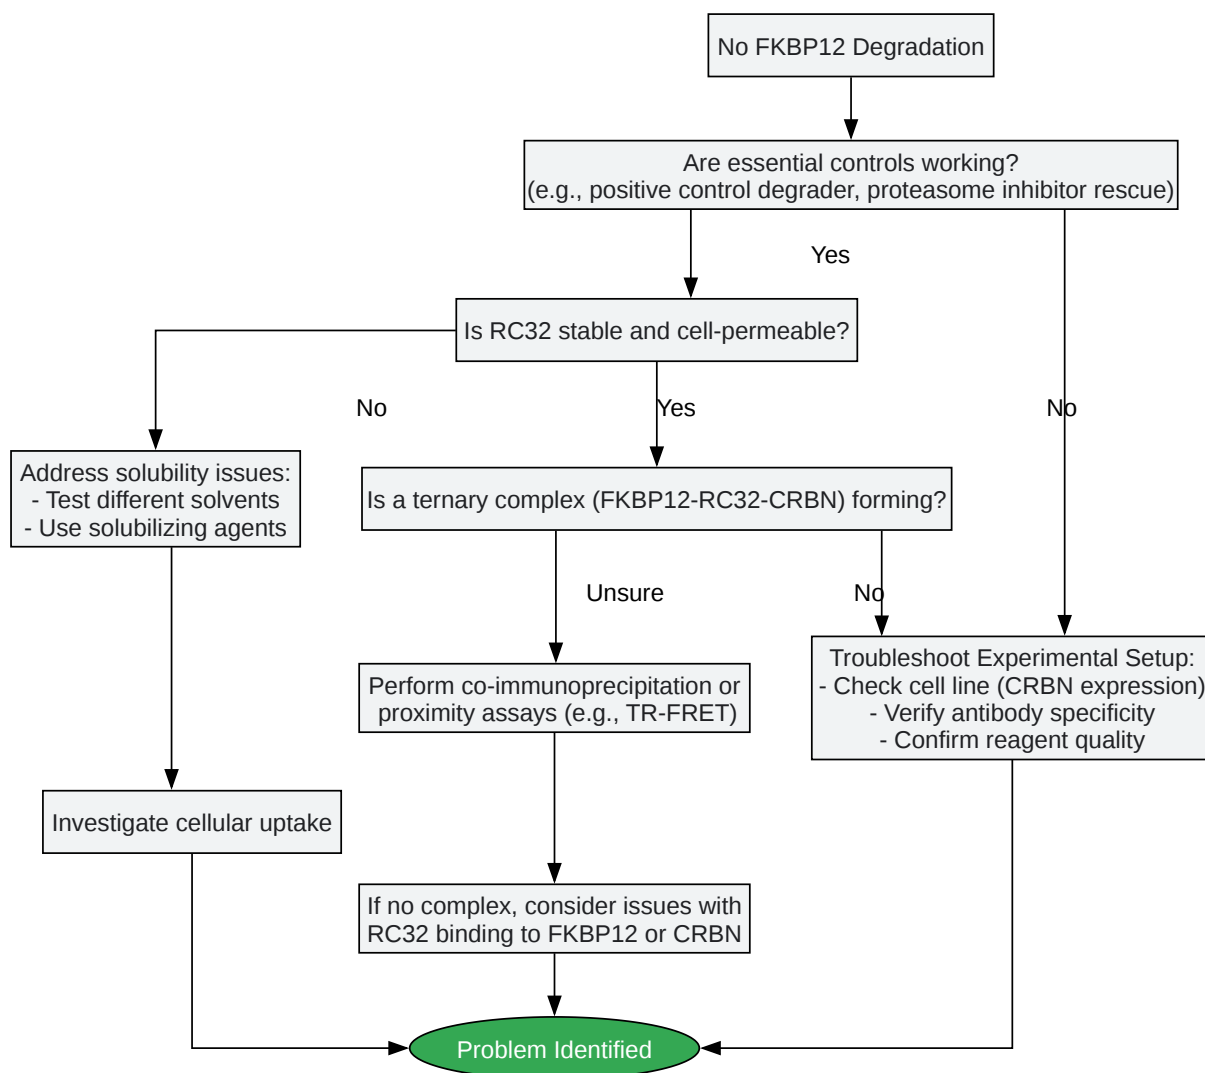 No FKBP12 Degradation
Are essential controls working?
(e.g., positive control degrader, proteasome inhibitor rescue)
Yes
Is RC32 stable and cell-permeable?
No
Yes
No
Address solubility issues:
- Test different solvents
- Use solubilizing agents
Is a ternary complex (FKBP12-RC32-CRBN) forming?
Unsure
No
Perform co-immunoprecipitation or
proximity assays (e.g., TR-FRET)
Troubleshoot Experimental Setup:
- Check cell line (CRBN expression)
- Verify antibody specificity
- Confirm reagent quality
Investigate cellular uptake
If no complex, consider issues with
RC32 binding to FKBP12 or CRBN
Problem Identified